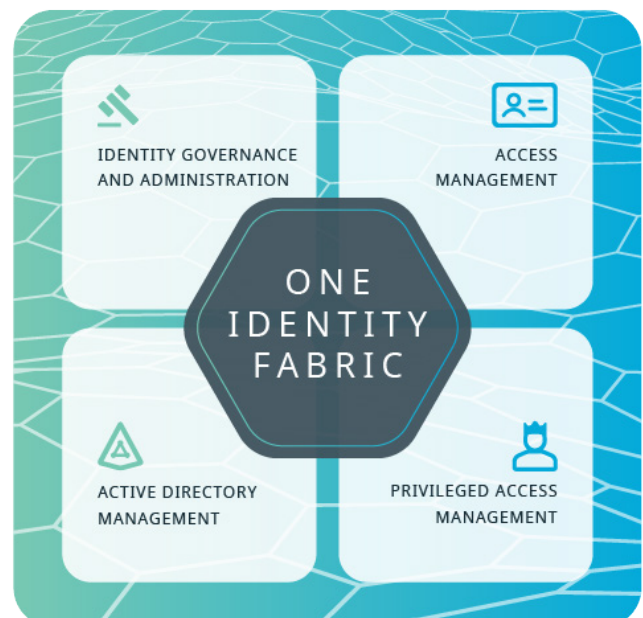 IDENTITY GOVERNANCE
AND ADMINISTRATION
ACCESS
MANAGEMENT
ONE
IDENTITY
FABRIC
ACTIVE DIRECTORY
MANAGEMENT
PRIVILEGED ACCESS
MANAGEMENT